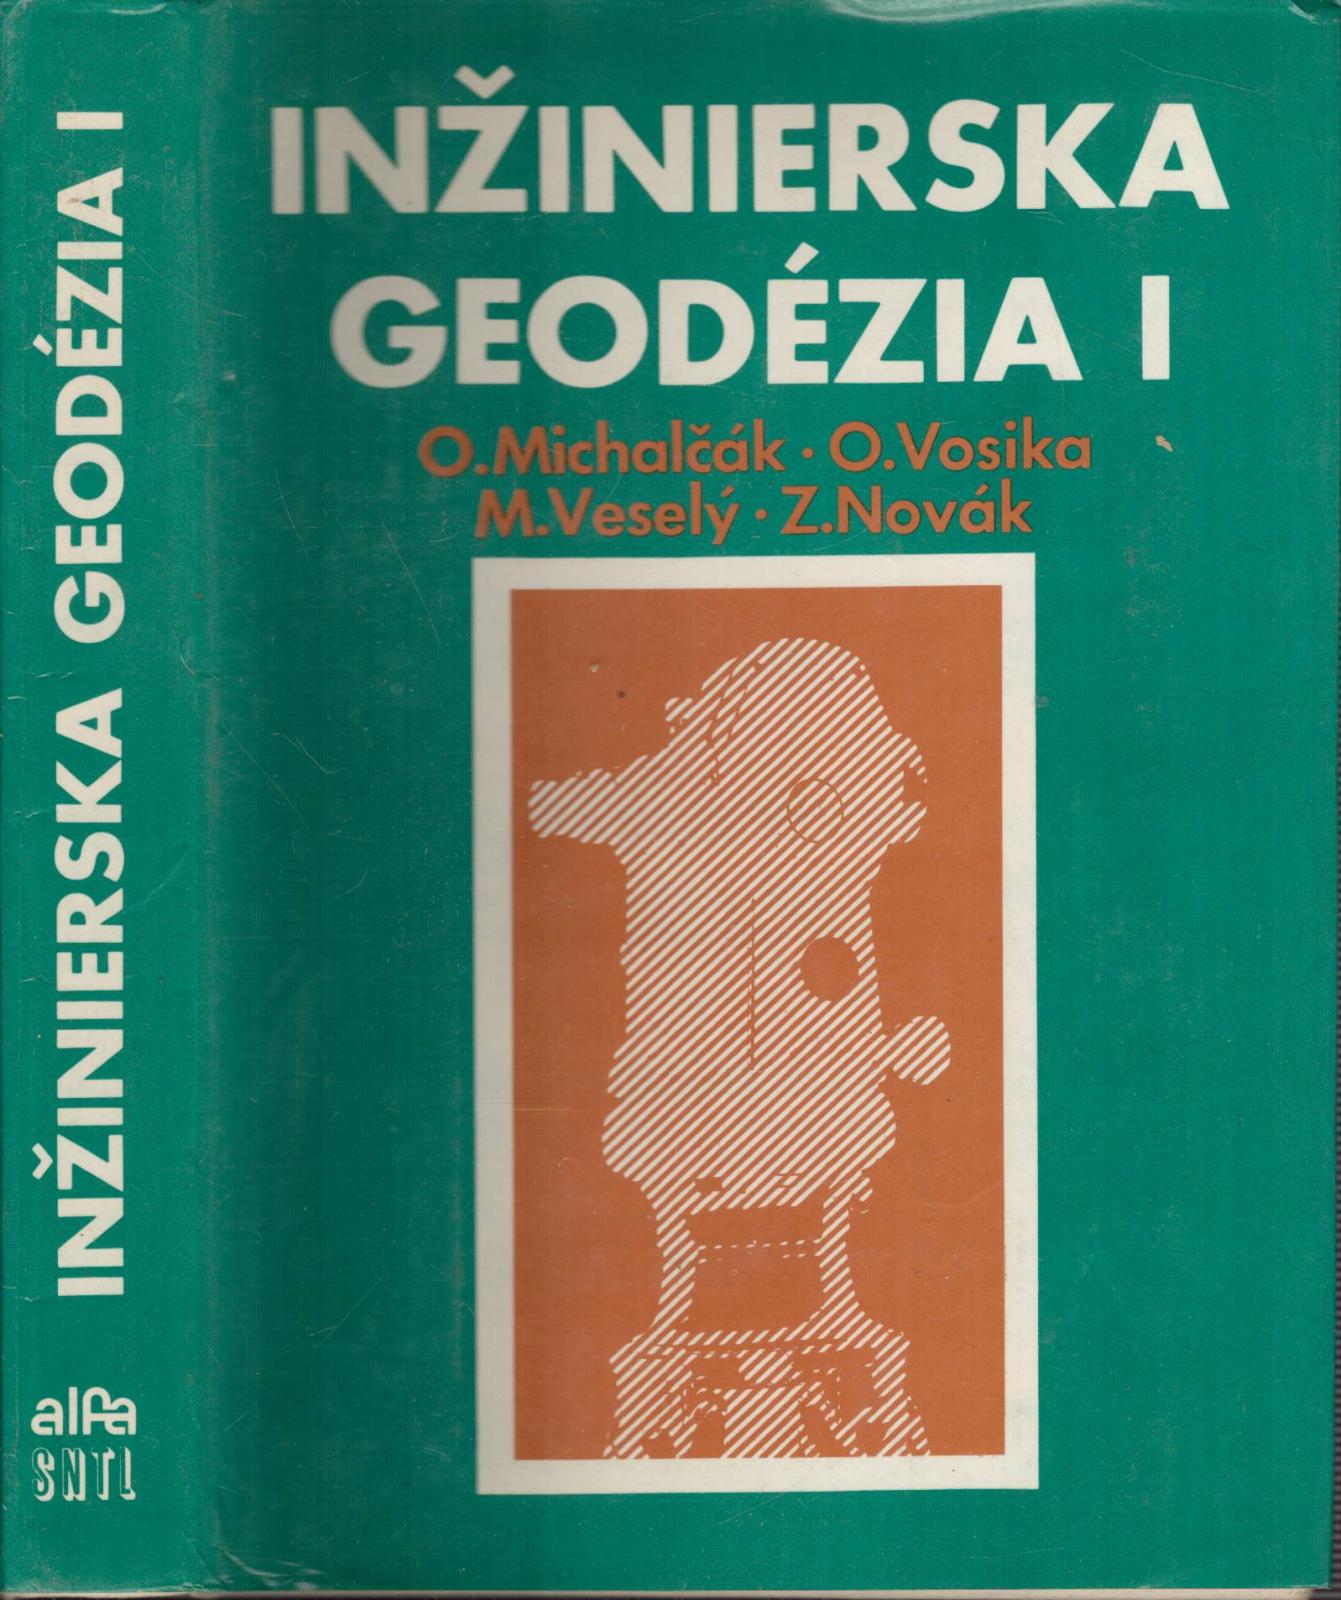 INŽINIERSKA GEODÉZIA I
alfa
SNTL
INŽINIERSKA
GEODÉZIA I
O.Michalčák · O.Vosika
M.Veselý · Z.Novák